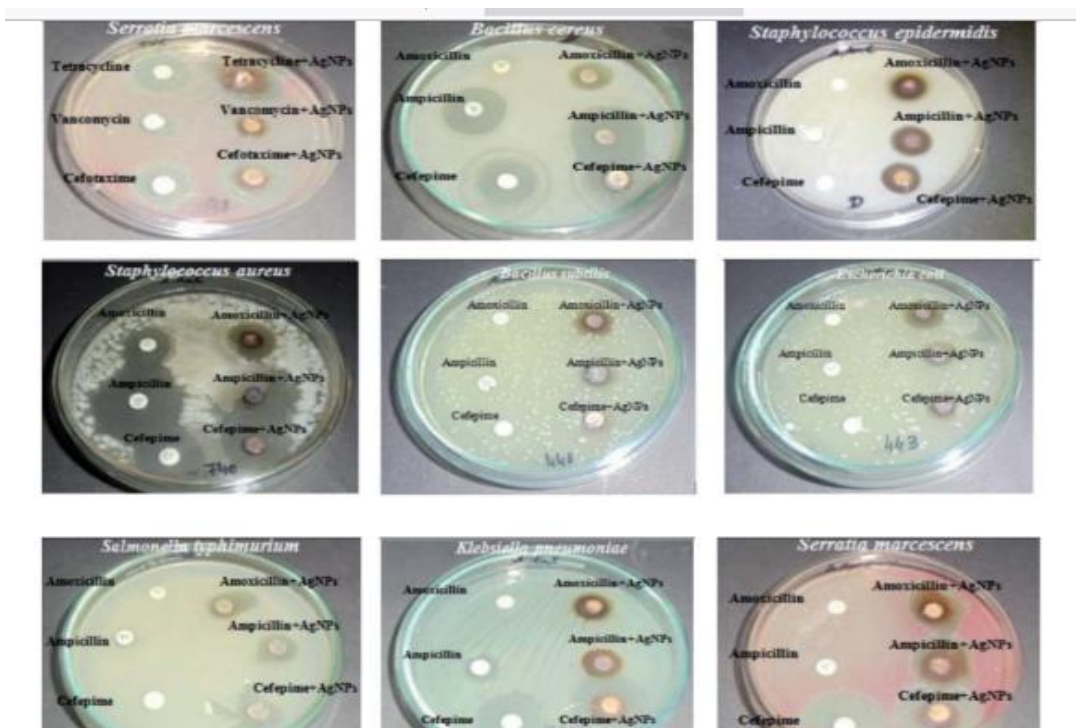 Serratia marcescens
Tetracycline
Tetracycline+AgNPs
Vancomycin
Vancomycin+AgNPs
Cefotaxime+AgNPs
Cefotaxime
Bacillus cereus
Amoxicillin
Amoxicillin+AgNPs
Ampicillin
Ampicillin+AgNPs
Cefepime
Cefepime+AgNPs
Staphylococcus epidermidis
Amoxicillin+AgNPs
Amoxicillin
Ampicillin+AgNPs
Ampicillin
Cefepime
Cefepime+AgNPs
D
Staphylococcus aureus
Amoxicillin
Amoxicillin+AgNPs
Ampicillin
Ampicillin+AgNPs
Cefepime
Cefepime+AgNPs
740
Bacillus subtilis
Amoxicillin
Amoxicillin+AgNPs
Ampicillin
Ampicillin+AgNPs
Cefepime
Cefepime+AgNPs
441
Escherichia coli
Amoxicillin
Amoxicillin+AgNPs
Ampicillin
Ampicillin+AgNPs
Cefepime
Cefepime+AgNPs
443
Salmonella typhimurium
Amoxicillin
Amoxicillin+AgNPs
Ampicillin+AgNPs
Ampicillin
Cefepime+AgNPs
Cefepime
Klebsiella pneumoniae
Amoxicillin
Amoxicillin+AgNPs
Ampicillin
Ampicillin+AgNPs
Cefepime
Cefepime+AgNPs
Serratia marcescens
Amoxicillin
Amoxicillin+AgNPs
Ampicillin
Ampicillin+AgNPs
Cefepime+AgNPs
Cefepime